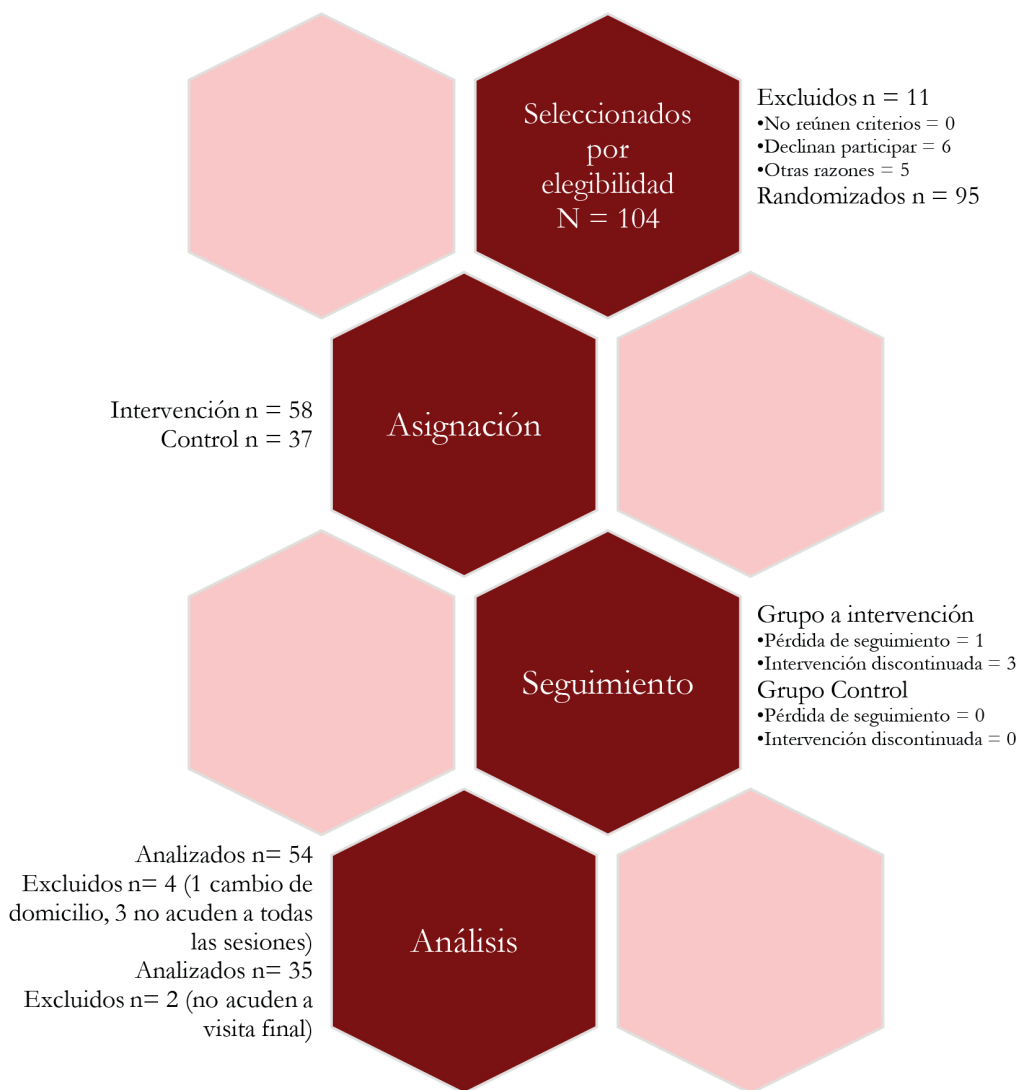 Seleccionados
por
elegibilidad
N = 104
Excluidos n = 11
•No reúnen criterios = 0
•Declinan participar = 6
•Otras razones = 5
Randomizados n = 95
Intervención n = 58
Control n = 37
Asignación
Seguimiento
Grupo a intervención
•Pérdida de seguimiento = 1
•Intervención discontinuada = 3
Grupo Control
•Pérdida de seguimiento = 0
•Intervención discontinuada = 0
Analizados n= 54
Excluidos n= 4 (1 cambio de
domicilio, 3 no acuden a todas
las sesiones)
Analizados n= 35
Excluidos n= 2 (no acuden a
visita final)
Análisis